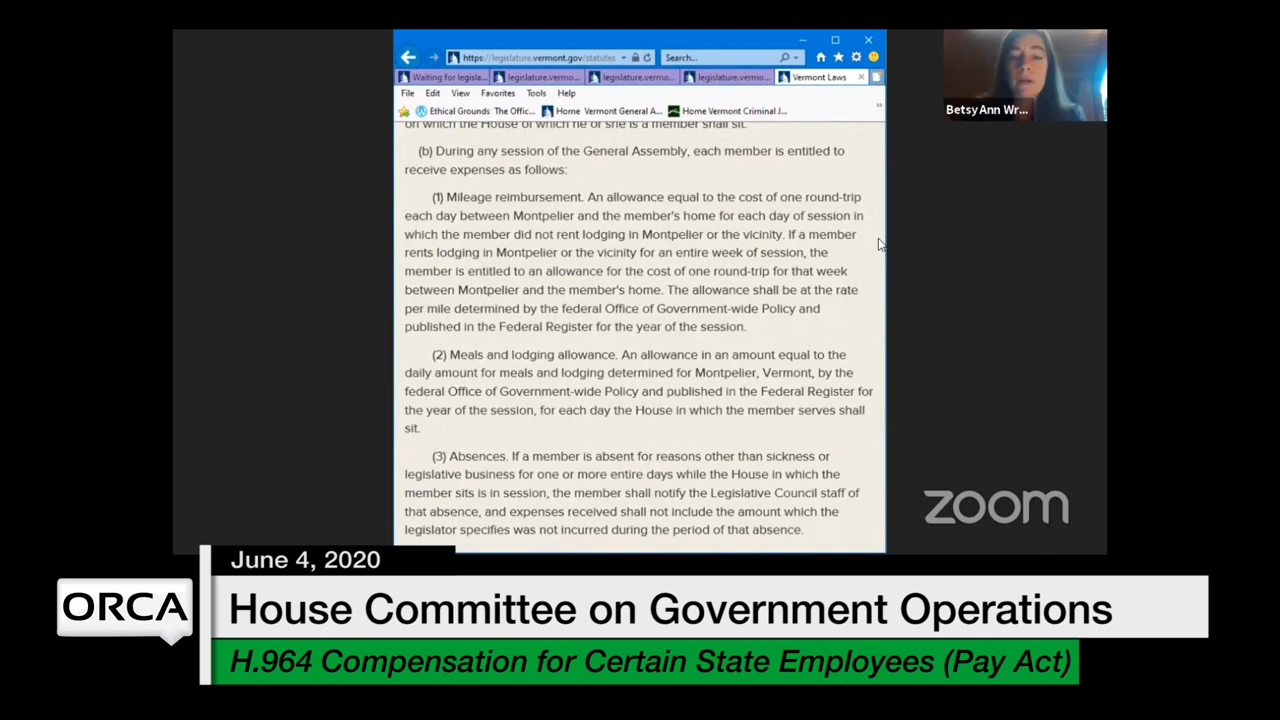 https://legislature.vermont.gov/statutes
Search...
Waiting for legisla...
legislature.vermo...
legislature.vermo...
legislature.vermo...
Vermont Laws
File Edit View Favorites Tools Help
Ethical Grounds The Offic...
Home Vermont General A...
Home Vermont Criminal J...
on which the House of which he or she is a member shall sit.
(b) During any session of the General Assembly, each member is entitled to
receive expenses as follows:
(1) Mileage reimbursement. An allowance equal to the cost of one round-trip
each day between Montpelier and the member's home for each day of session in
which the member did not rent lodging in Montpelier or the vicinity. If a member
rents lodging in Montpelier or the vicinity for an entire week of session, the
member is entitled to an allowance for the cost of one round-trip for that week
between Montpelier and the member's home. The allowance shall be at the rate
per mile determined by the federal Office of Government-wide Policy and
published in the Federal Register for the year of the session.
(2) Meals and lodging allowance. An allowance in an amount equal to the
daily amount for meals and lodging determined for Montpelier, Vermont, by the
federal Office of Government-wide Policy and published in the Federal Register for
the year of the session, for each day the House in which the member serves shall
sit.
(3) Absences. If a member is absent for reasons other than sickness or
legislative business for one or more entire days while the House in which the
member sits is in session, the member shall notify the Legislative Council staff of
that absence, and expenses received shall not include the amount which the
legislator specifies was not incurred during the period of that absence.
Betsy Ann Wr...
zoom
June 4, 2020
ORCA
House Committee on Government Operations
H.964 Compensation for Certain State Employees (Pay Act)